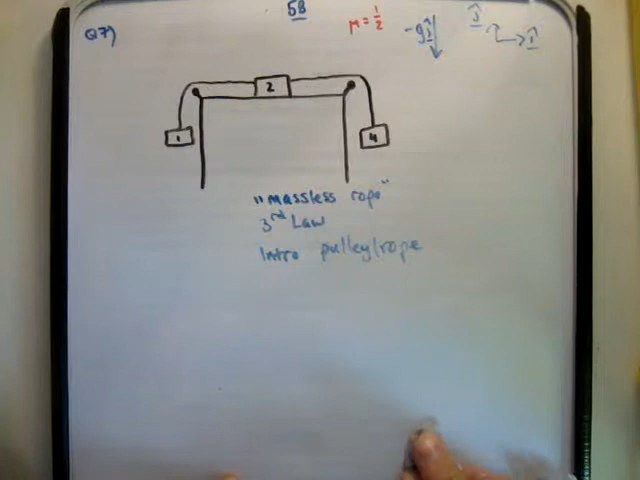 5B
Q7)
μ = 1/2
-gĵ
ĵ
î
2
1
4
"massless rope"
3rd Law
Intro pulley/rope